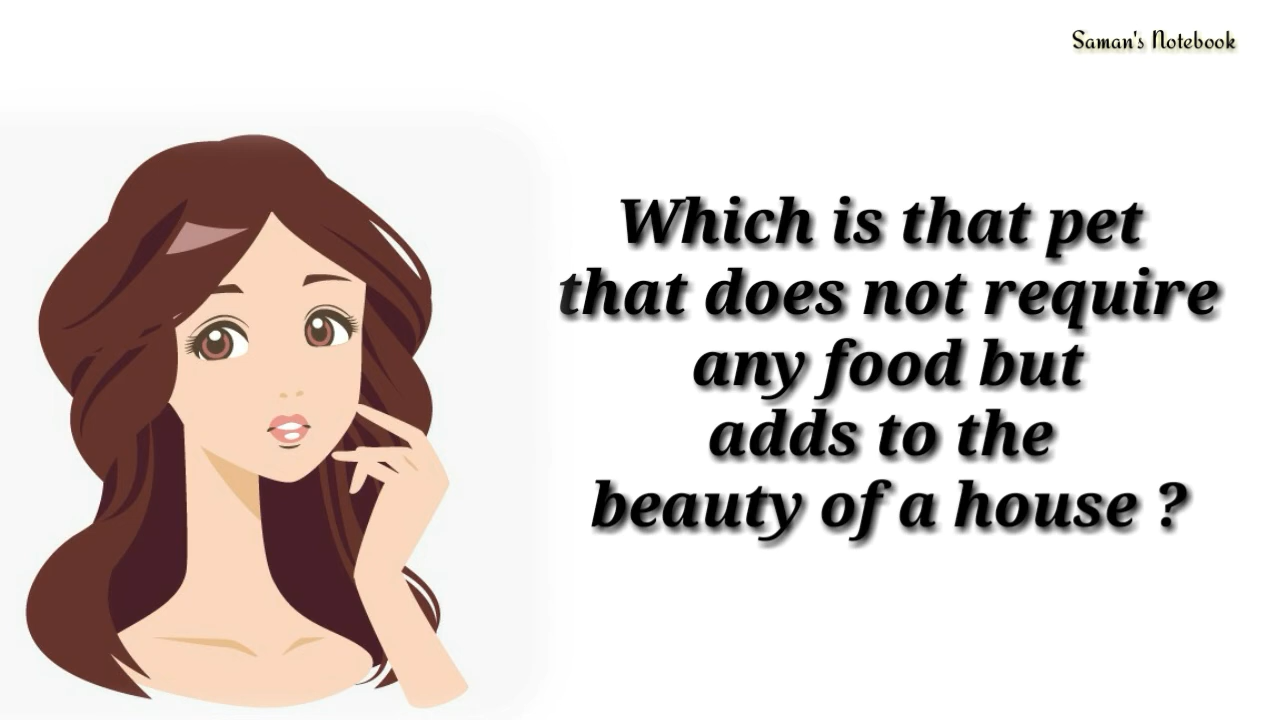 Saman's Notebook
Which is that pet
that does not require
any food but
adds to the
beauty of a house ?